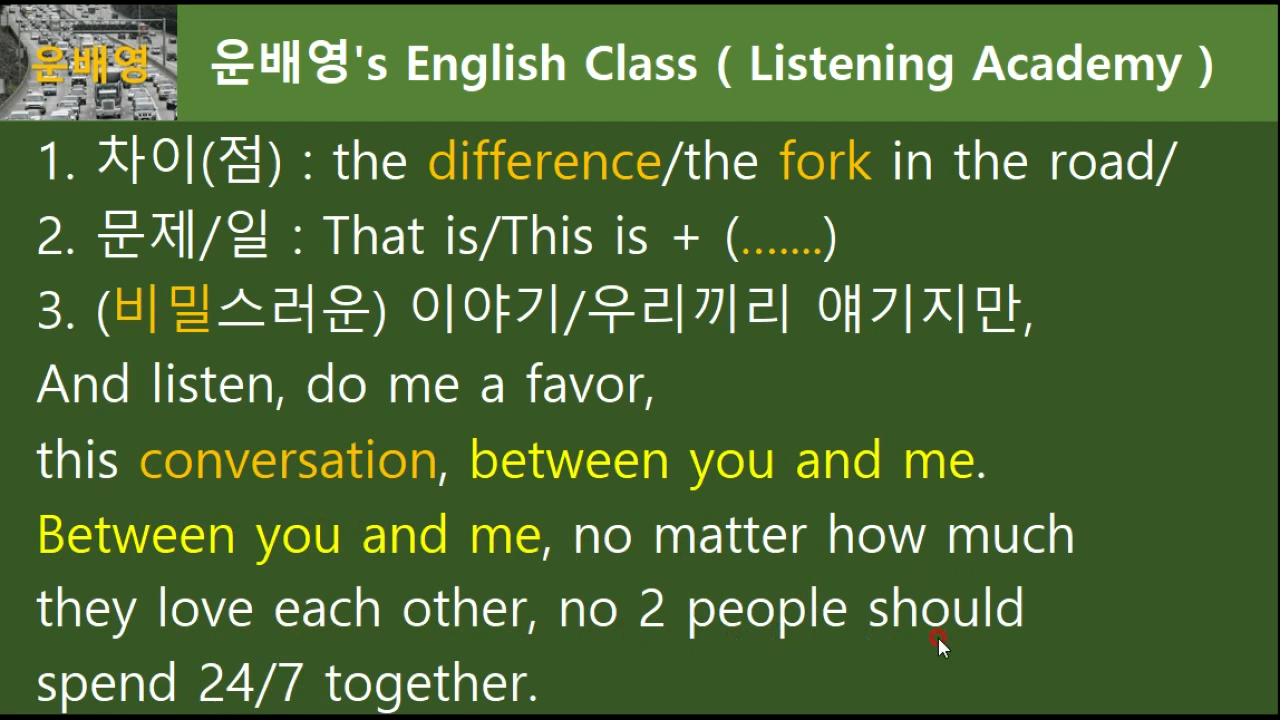 운배영
운배영's English Class ( Listening Academy )
1. 차이(점) : the difference/the fork in the road/
2. 문제/일 : That is/This is + (…....)
3. (비밀스러운) 이야기/우리끼리 얘기지만,
And listen, do me a favor,
this conversation, between you and me.
Between you and me, no matter how much
they love each other, no 2 people should
spend 24/7 together.